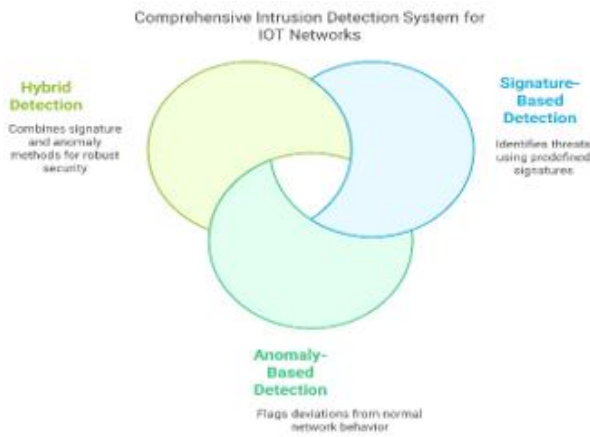 Comprehensive Intrusion Detection System for
IOT Networks
Hybrid
Detection
Combines signature
and anomaly
methods for robust
security
Signature-
Based
Detection
Identifies threats
using predefined
signatures
Anomaly-
Based
Detection
Flags deviations from normal
network behavior